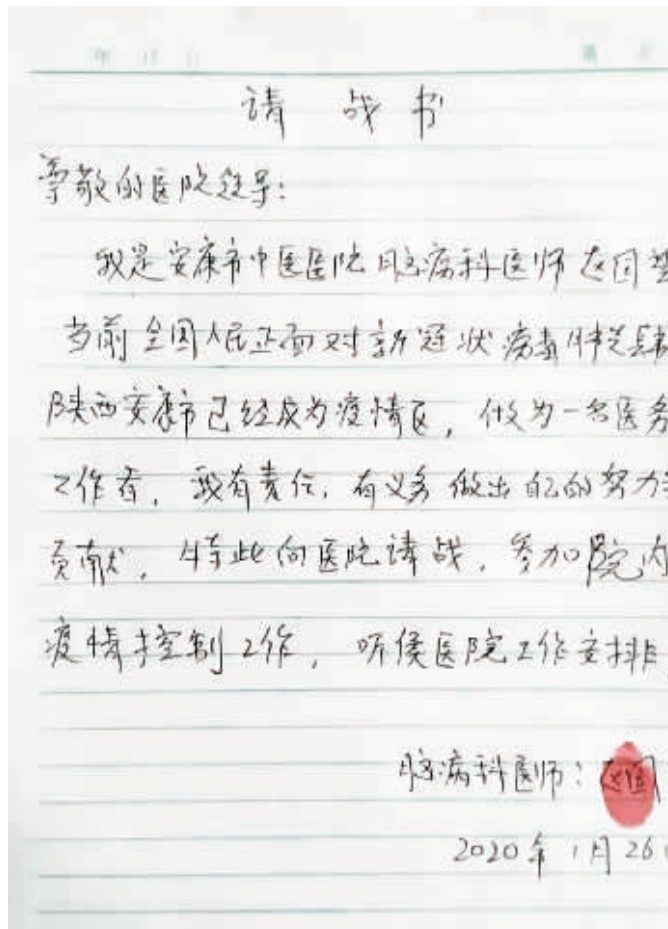 请战书
尊敬的医院领导：
我是安康市中医医院脑病科医师赵国
当前全国人民正面对新冠状病毒肺炎
陕西安康市已经成为疫情区，做为一名医务
工作者，我有责任，有义务做出自己的努力
贡献，特此向医院请战，参加院内
疫情控制工作，听侯医院工作安排
脑病科医师：赵国
2020年1月26